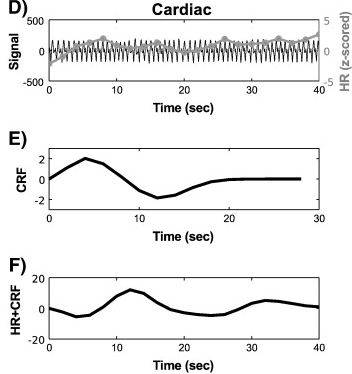 D) Cardiac
Signal
500
0
-500
5
0
-5
HR (z-scored)
0 10 20 30 40
Time (sec)
E)
CRF
2
0
-2
0 10 20 30
Time (sec)
F)
HR+CRF
20
0
-20
0 10 20 30 40
Time (sec)